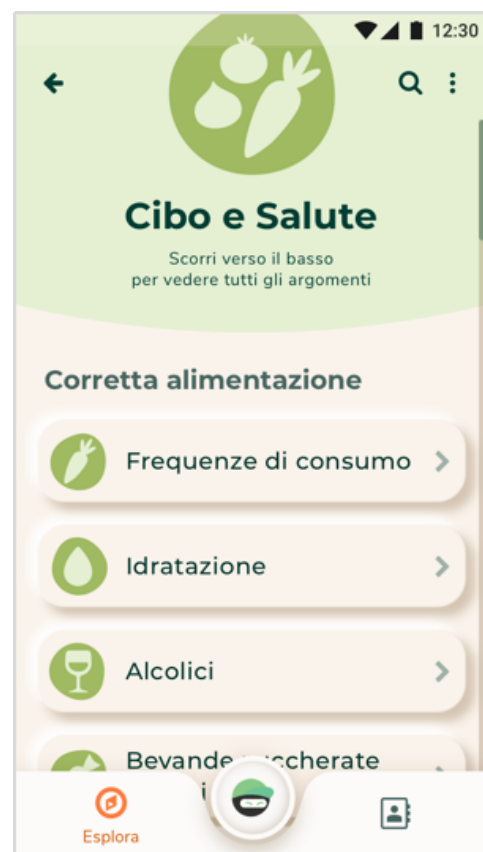 12:30
Cibo e Salute
Scorri verso il basso
per vedere tutti gli argomenti
Corretta alimentazione
Frequenze di consumo
Idratazione
Alcolici
Bevande
Esplora